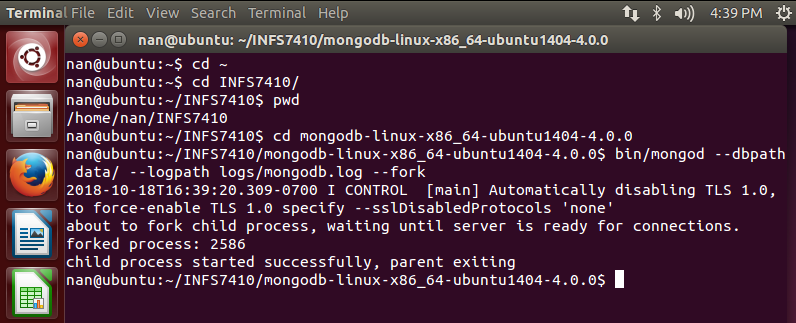 Terminal File Edit View Search Terminal Help 4:39 PM
nan@ubuntu: ~/INFS7410/mongodb-linux-x86_64-ubuntu1404-4.0.0
nan@ubuntu:~$ cd ~
nan@ubuntu:~$ cd INFS7410/
nan@ubuntu:~/INFS7410$ pwd
/home/nan/INFS7410
nan@ubuntu:~/INFS7410$ cd mongodb-linux-x86_64-ubuntu1404-4.0.0
nan@ubuntu:~/INFS7410/mongodb-linux-x86_64-ubuntu1404-4.0.0$ bin/mongod --dbpath
data/ --logpath logs/mongodb.log --fork
2018-10-18T16:39:20.309-0700 I CONTROL  [main] Automatically disabling TLS 1.0,
to force-enable TLS 1.0 specify --sslDisabledProtocols 'none'
about to fork child process, waiting until server is ready for connections.
forked process: 2586
child process started successfully, parent exiting
nan@ubuntu:~/INFS7410/mongodb-linux-x86_64-ubuntu1404-4.0.0$